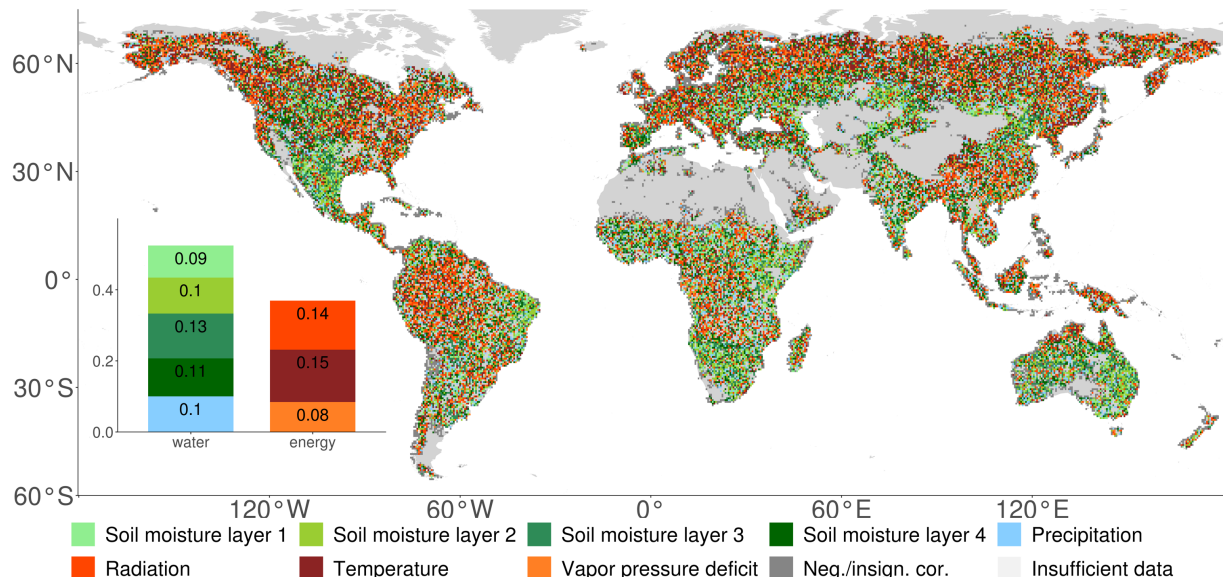 60°N
30°N
0°
30°S
60°S
120°W 60°W 0° 60°E 120°E
0.4
0.2
0.0
0.09
0.1
0.13
0.11
0.1
0.14
0.15
0.08
water energy
Soil moisture layer 1 Soil moisture layer 2 Soil moisture layer 3 Soil moisture layer 4 Precipitation
Radiation Temperature Vapor pressure deficit Neg./insign. cor. Insufficient data